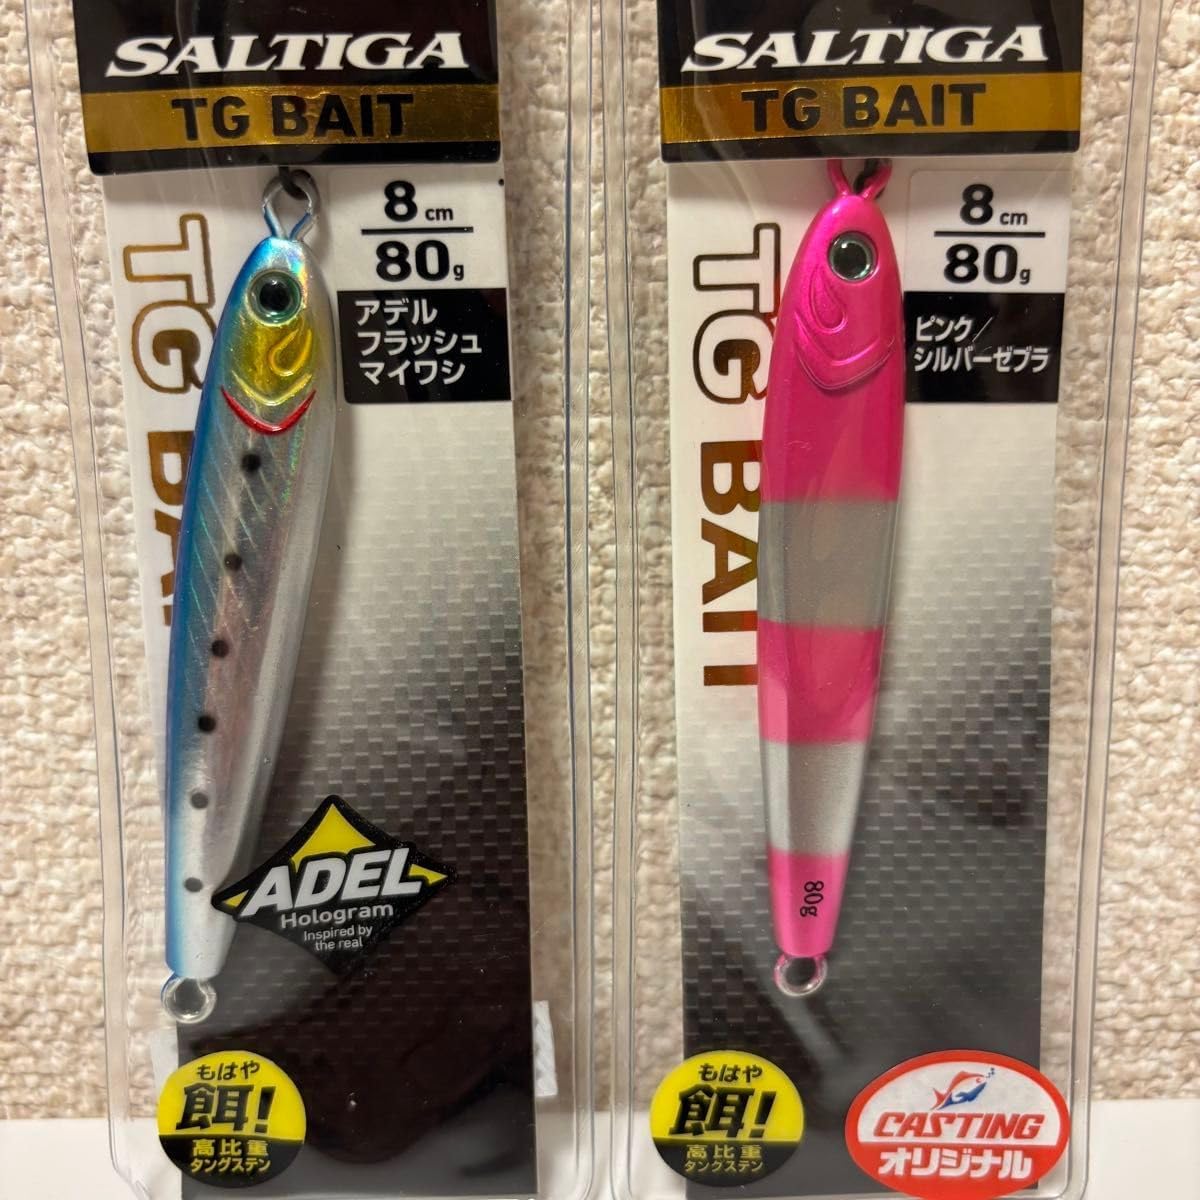 SALTIGA
TG BAIT
8cm
80g
アデル
フラッシュ
マイワシ
TG BAI
ADEL
Hologram
Inspired by
the real
もはや
餌!
高比重
タングステン
SALTIGA
TG BAIT
8cm
80g
ピンク/
シルバーゼブラ
TG BAIT
80g
もはや
餌!
高比重
タングステン
CASTING
オリジナル